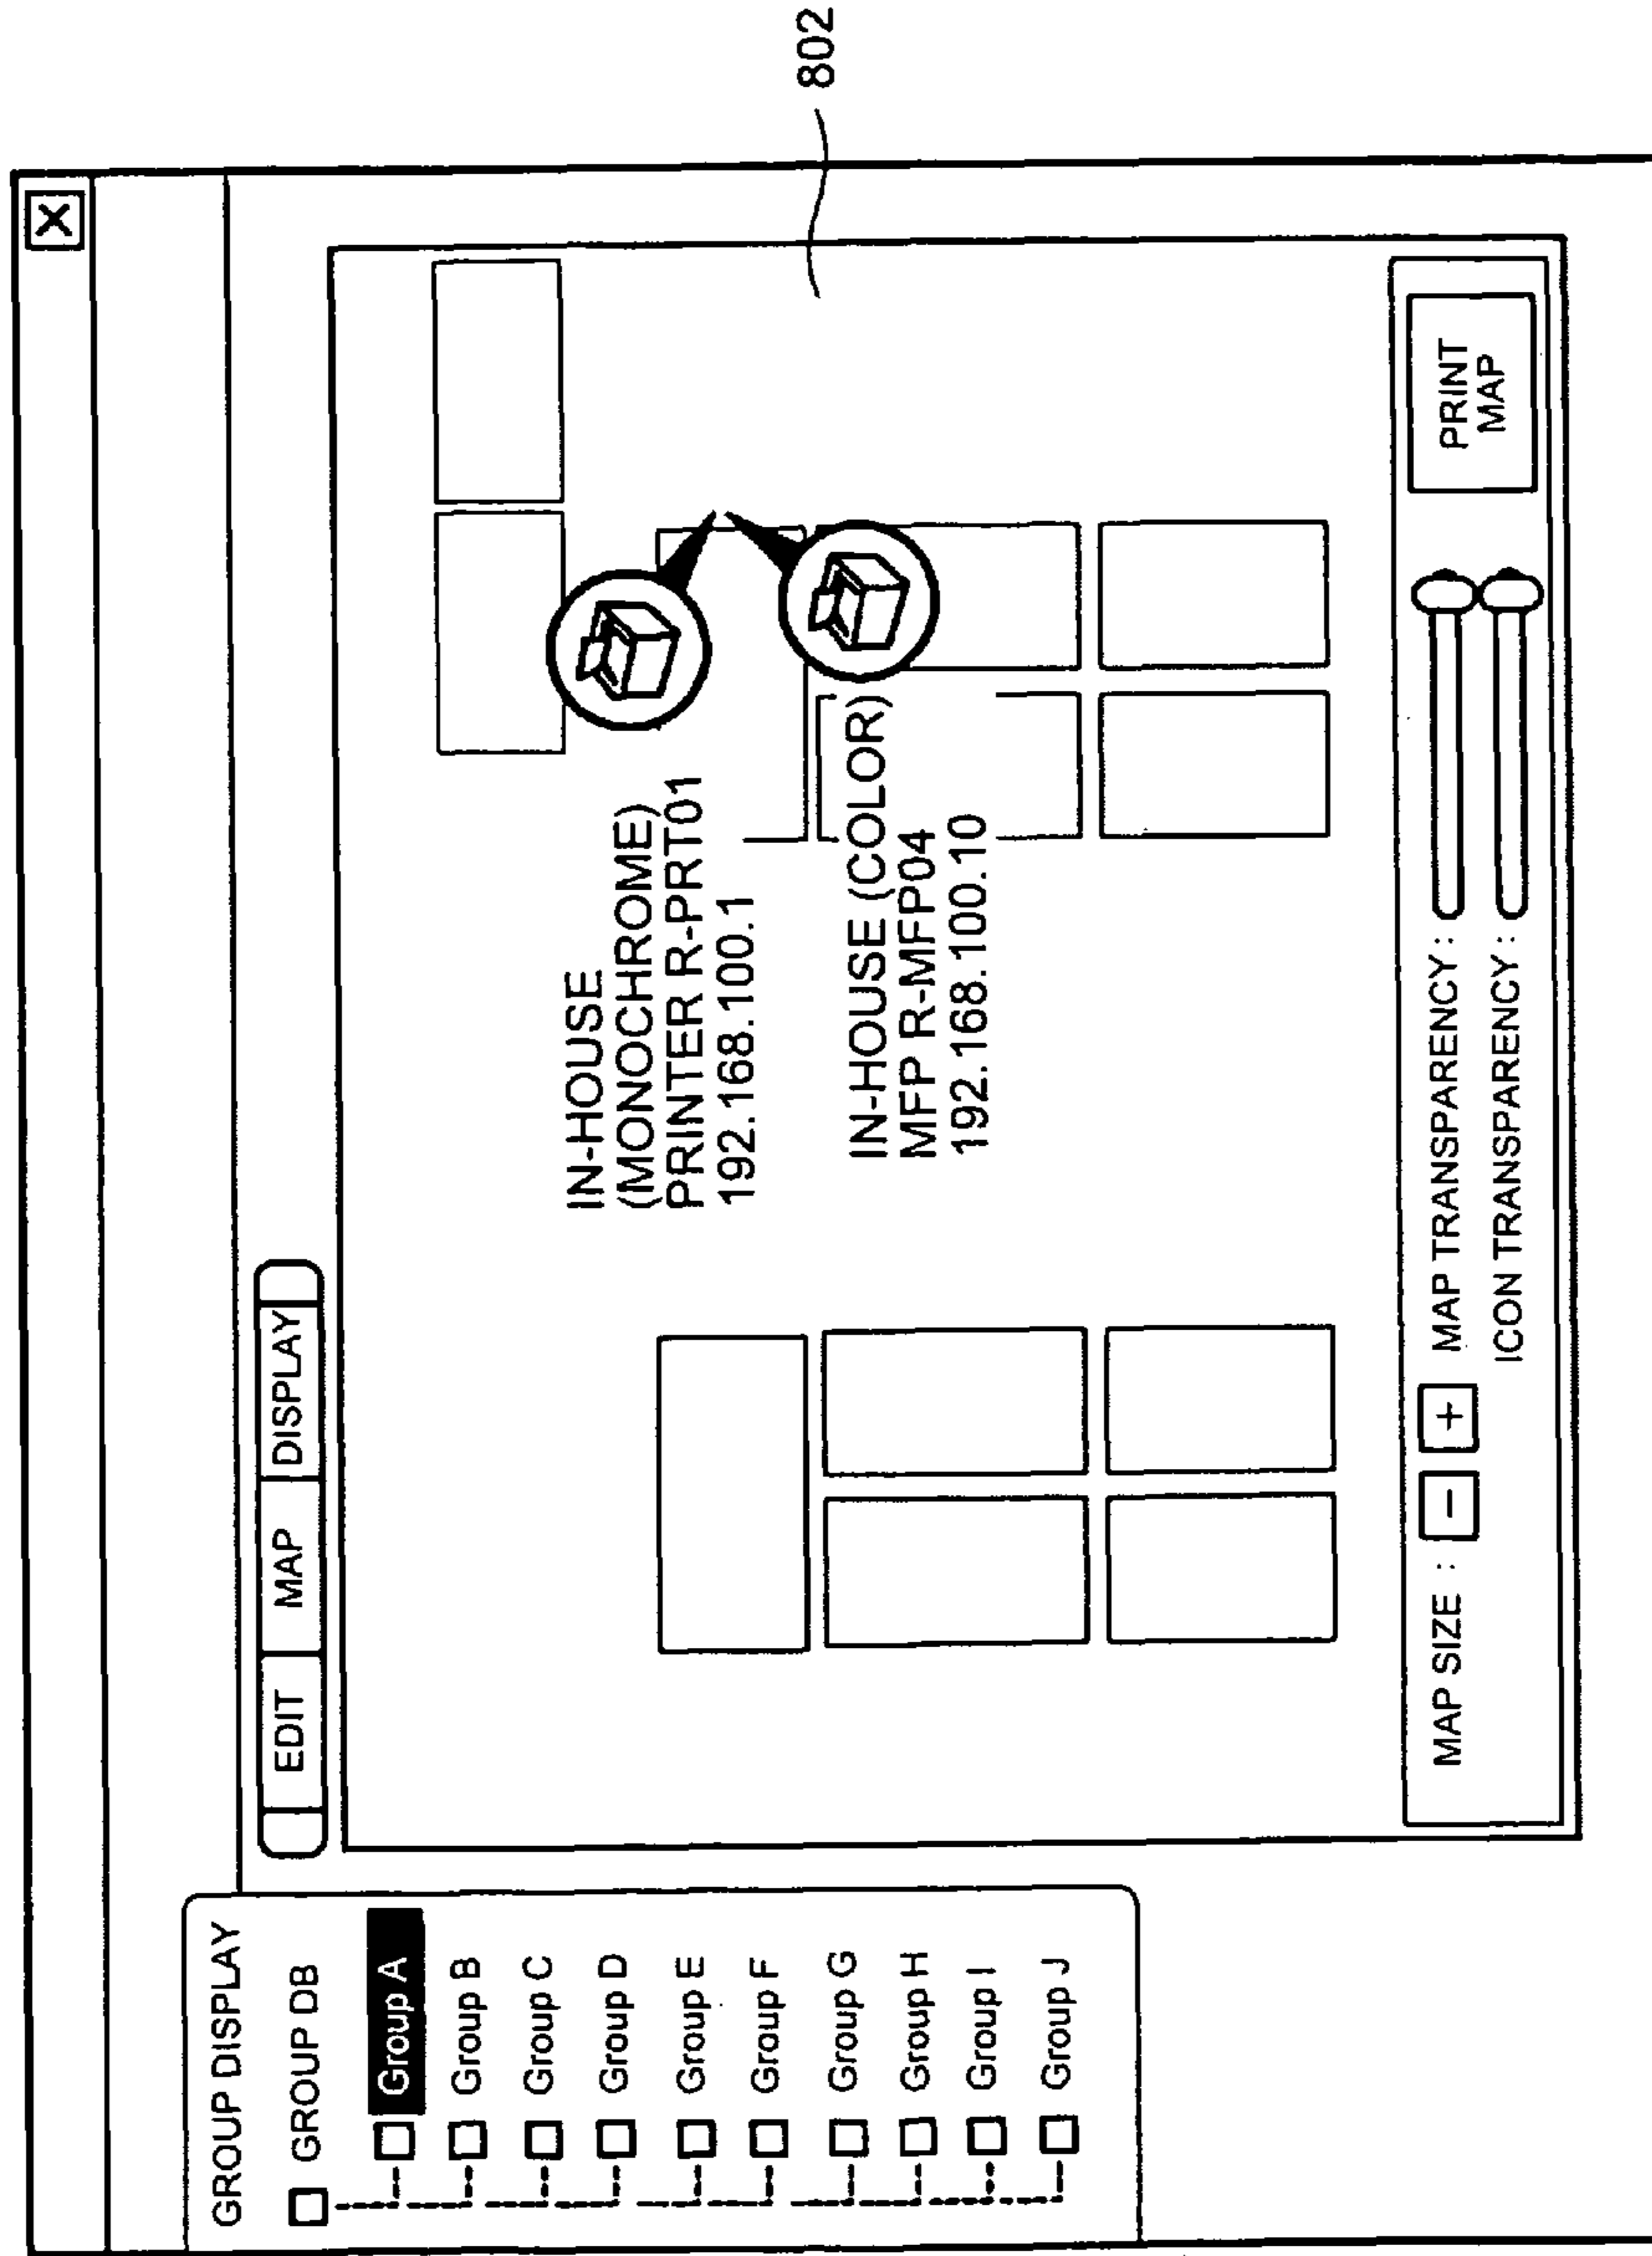 802
X
EDIT
MAP
DISPLAY
GROUP DISPLAY
GROUP DB
Group A
Group B
Group C
Group D
Group E
Group F
Group G
Group H
Group I
Group J
IN-HOUSE
(MONOCHROME)
PRINTER R-PRT01
192.168.100.1
IN-HOUSE (COLOR)
MFP R-MFP04
192.168.100.10
MAP SIZE : − +
MAP TRANSPARENCY :
ICON TRANSPARENCY :
PRINT
MAP